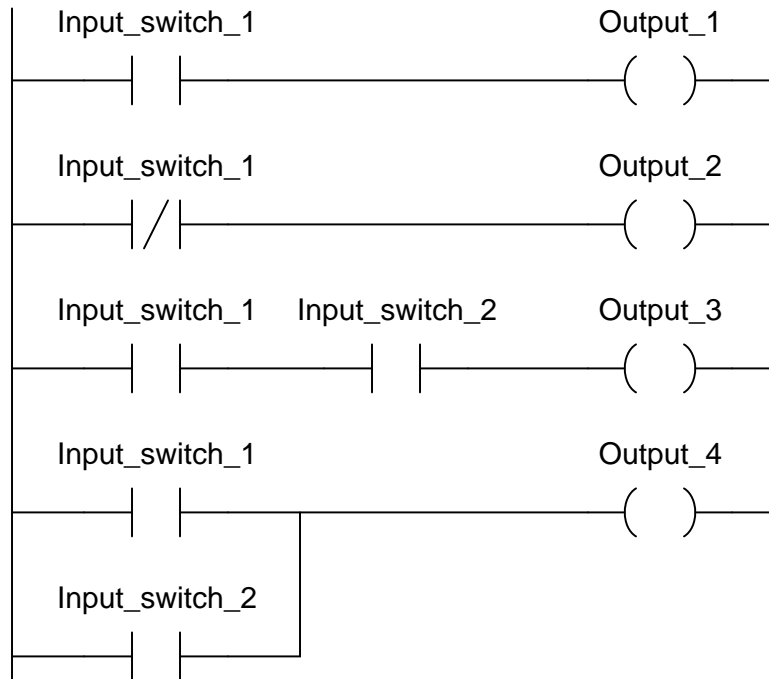 Input_switch_1 Output_1
Input_switch_1 Output_2
Input_switch_1 Input_switch_2 Output_3
Input_switch_1 Output_4
Input_switch_2